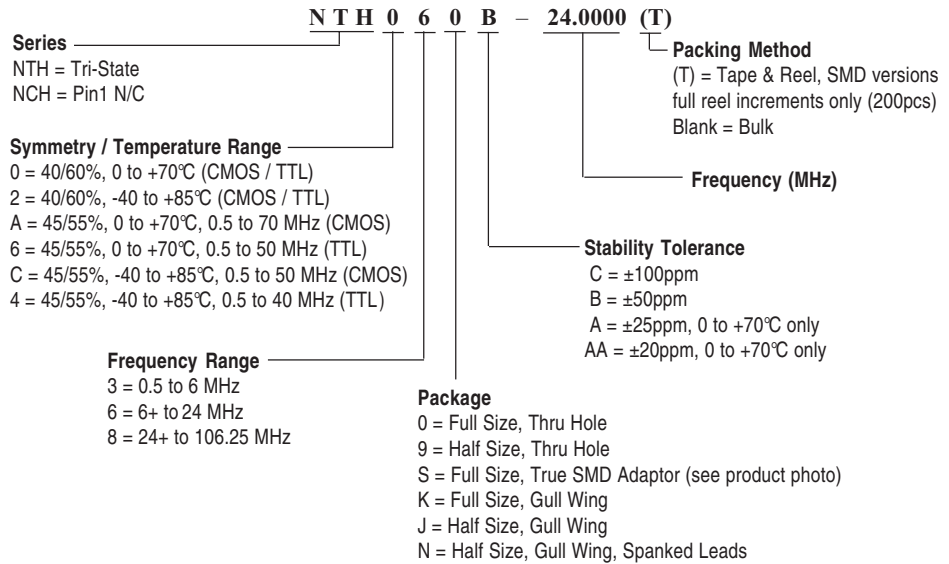 N T H 0 6 0 B – 24.0000 (T)
Series
NTH = Tri-State
NCH = Pin1 N/C
Packing Method
(T) = Tape & Reel, SMD versions
full reel increments only (200pcs)
Blank = Bulk
Symmetry / Temperature Range
0 = 40/60%, 0 to +70°C (CMOS / TTL)
2 = 40/60%, -40 to +85°C (CMOS / TTL)
A = 45/55%, 0 to +70°C, 0.5 to 70 MHz (CMOS)
6 = 45/55%, 0 to +70°C, 0.5 to 50 MHz (TTL)
C = 45/55%, -40 to +85°C, 0.5 to 50 MHz (CMOS)
4 = 45/55%, -40 to +85°C, 0.5 to 40 MHz (TTL)
Frequency (MHz)
Stability Tolerance
C = ±100ppm
B = ±50ppm
A = ±25ppm, 0 to +70°C only
AA = ±20ppm, 0 to +70°C only
Frequency Range
3 = 0.5 to 6 MHz
6 = 6+ to 24 MHz
8 = 24+ to 106.25 MHz
Package
0 = Full Size, Thru Hole
9 = Half Size, Thru Hole
S = Full Size, True SMD Adaptor (see product photo)
K = Full Size, Gull Wing
J = Half Size, Gull Wing
N = Half Size, Gull Wing, Spanked Leads